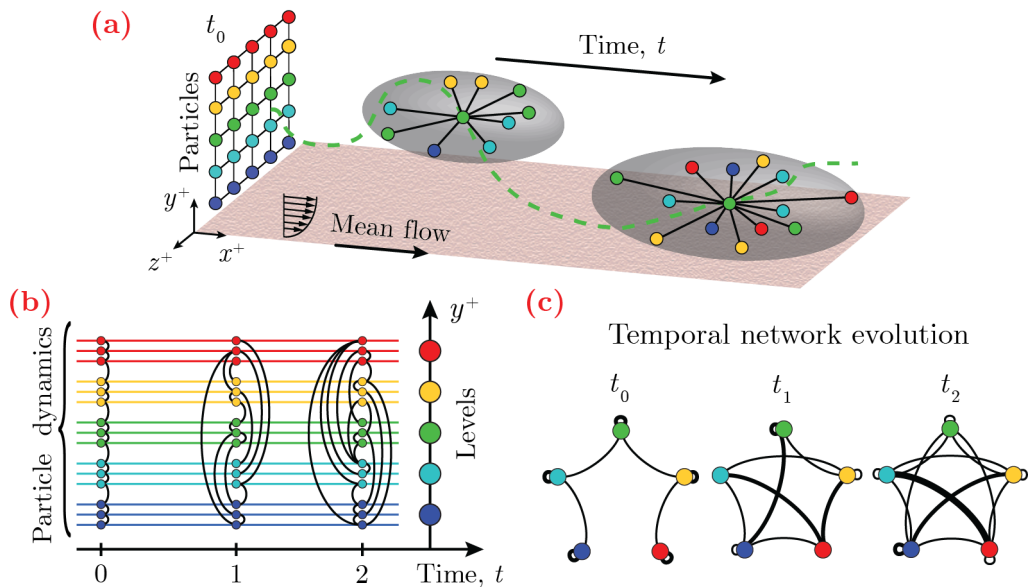 (a)
t₀
Time, t
Particles
y⁺
z⁺
x⁺
Mean flow
(b)
Particle dynamics
y⁺
Levels
0
1
2
Time, t
(c)
Temporal network evolution
t₀
t₁
t₂